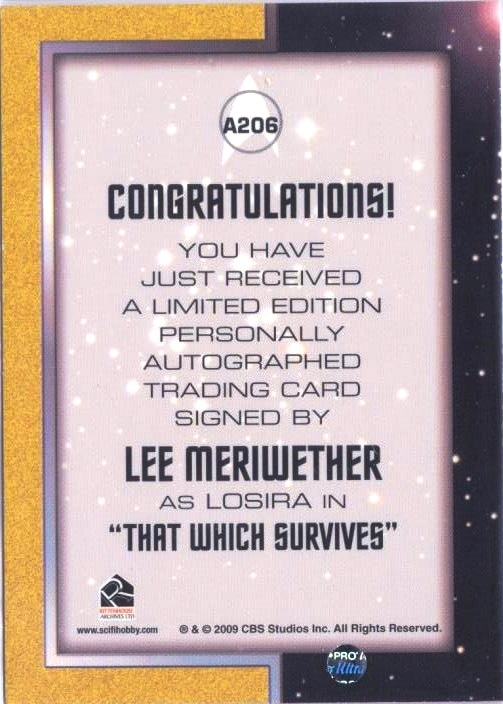 A206
CONGRATULATIONS!
YOU HAVE
JUST RECEIVED
A LIMITED EDITION
PERSONALLY
AUTOGRAPHED
TRADING CARD
SIGNED BY
LEE MERIWETHER
AS LOSIRA IN
"THAT WHICH SURVIVES"
RITTENHOUSE
ARCHIVES LTD
www.scifihobby.com ® & © 2009 CBS Studios Inc. All Rights Reserved.
PRO